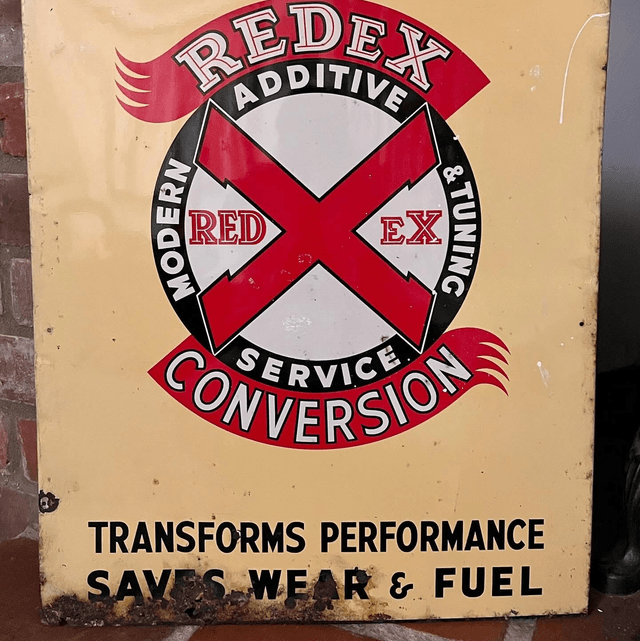 REDEX
ADDITIVE
MODERN
& TUNING
RED EX
SERVICE
CONVERSION
TRANSFORMS PERFORMANCE
SAVES WEAR & FUEL